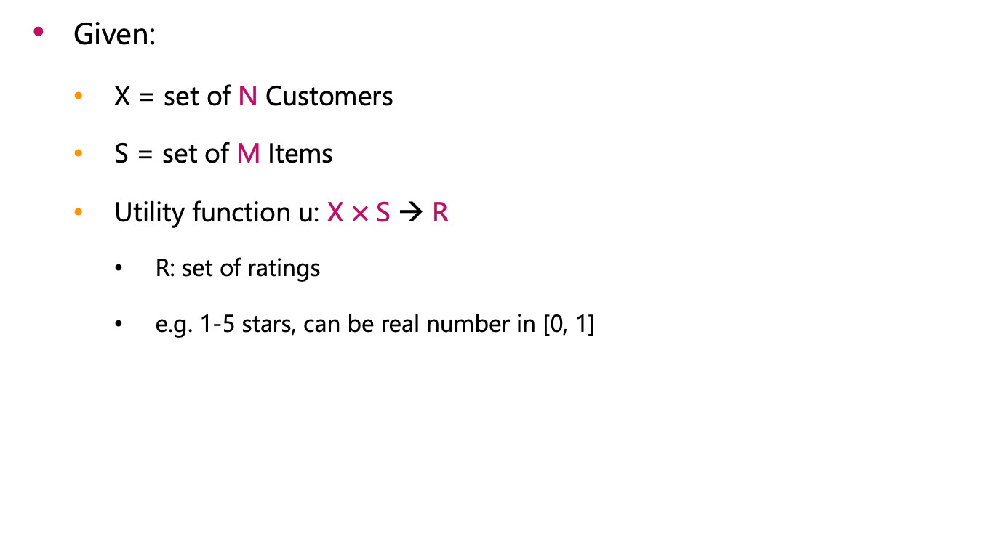 • Given:
• X = set of N Customers
• S = set of M Items
• Utility function u: X × S → R
• R: set of ratings
• e.g. 1-5 stars, can be real number in [0, 1]